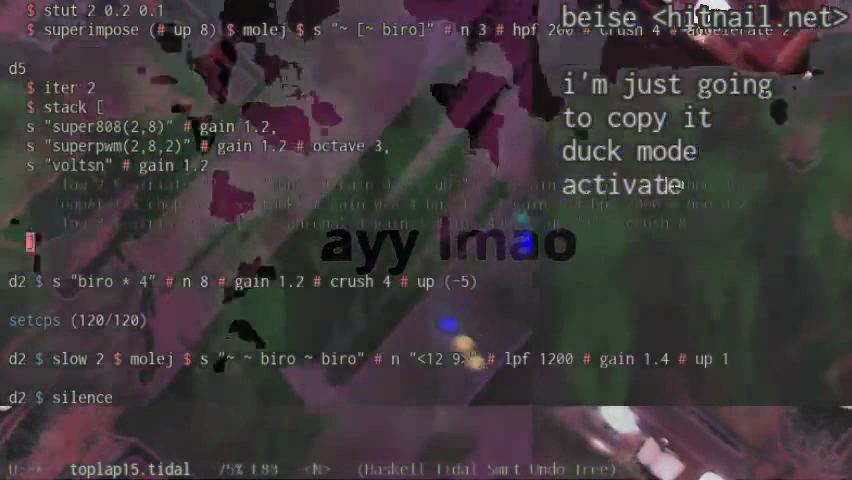 $ stut 2 0.2 0.1
$ superimpose (# up 8) $ molej $ s "~ [~ biro]" # n 3 # hpf 200 # crush 4 # accelerate 2
beise <hitnail.net>
d5
$ iter 2
$ stack [
s "super808(2,8)" # gain 1.2,
s "superpwm(2,8,2)" # gain 1.2 # octave 3,
s "voltsn" # gain 1.2
i'm just going
to copy it
duck mode
activate
ayy lmao
d2 $ s "biro * 4" # n 8 # gain 1.2 # crush 4 # up (-5)
setcps (120/120)
d2 $ slow 2 $ molej $ s "~ ~ biro ~ biro" # n "<12 9>" # lpf 1200 # gain 1.4 # up 1
d2 $ silence
toplap15.tidal 75% L89 <N> (Haskell Tidal Smrt Undo Tree)